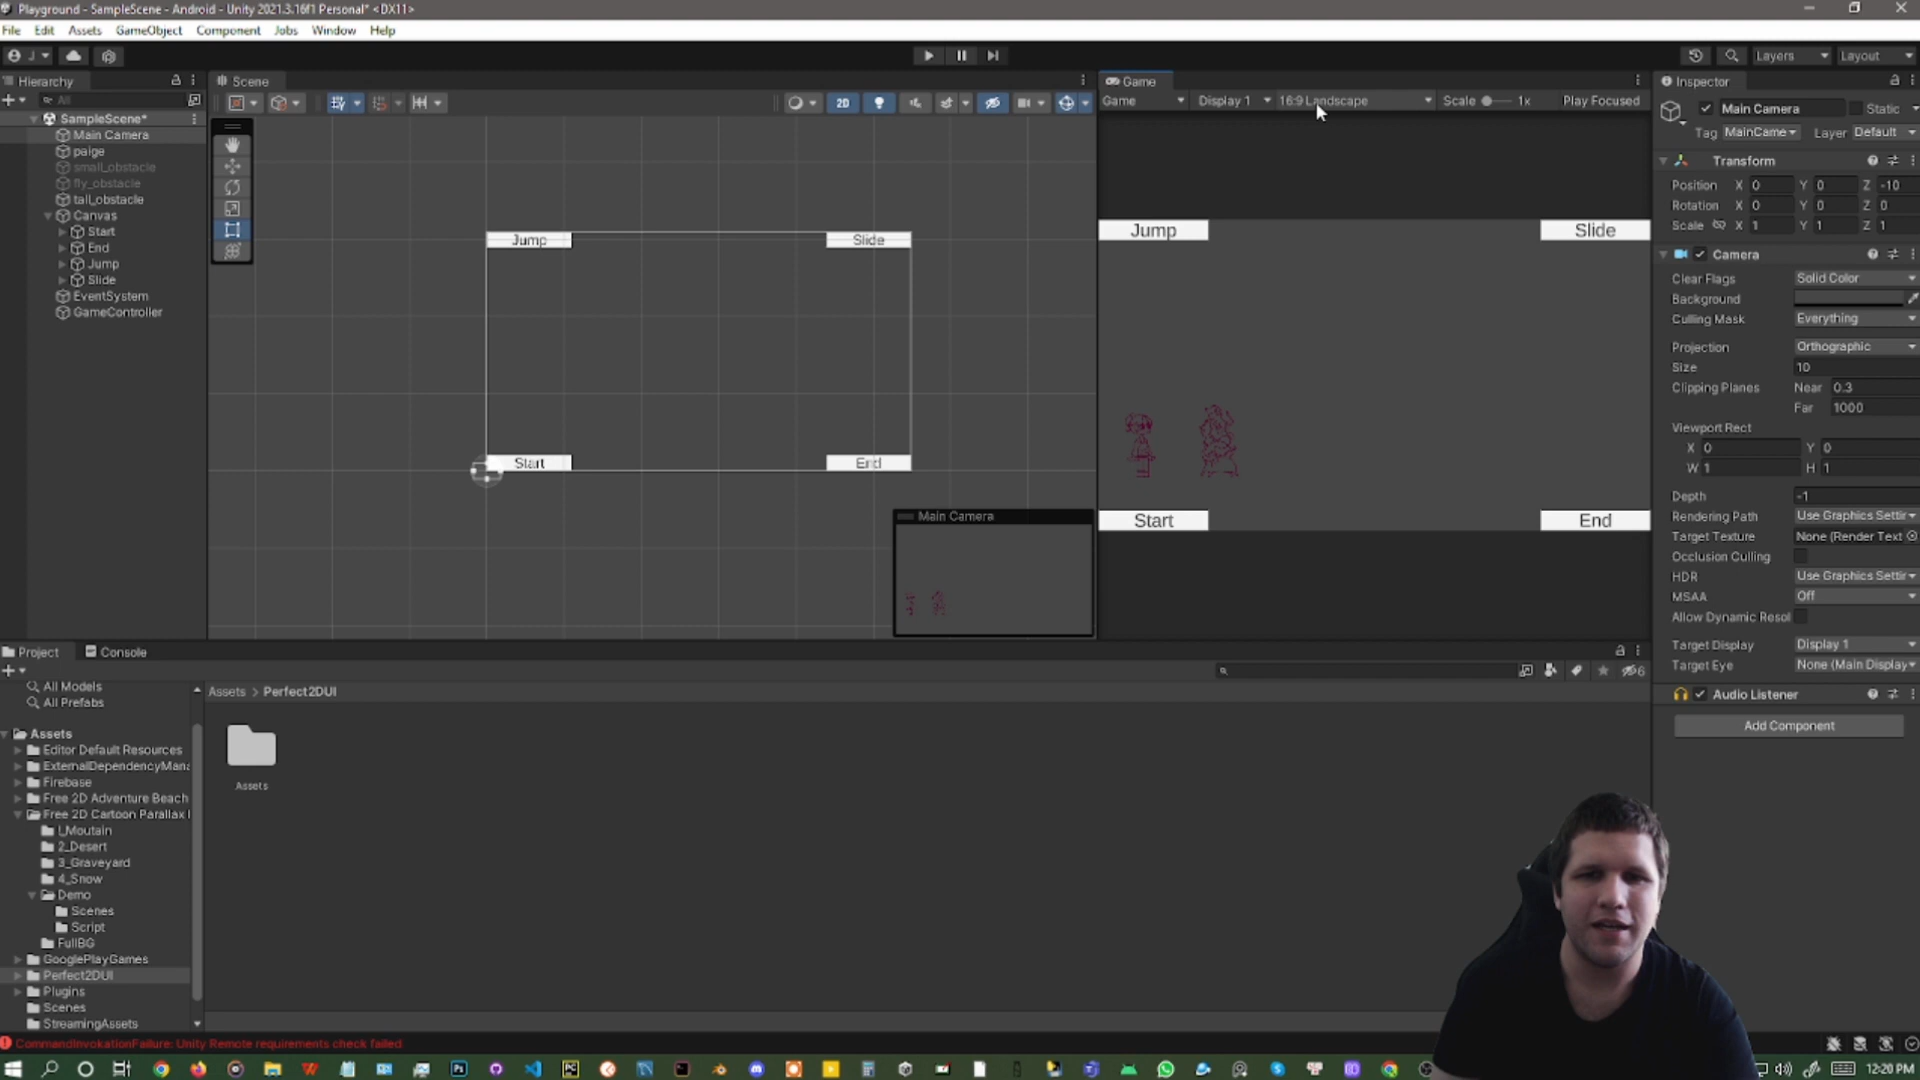 Playground - SampleScene - Android - Unity 2021.3.16f1 Personal* <DX11>
File Edit Assets GameObject Component Jobs Window Help
J Layers Layout
Hierarchy Scene Game Inspector
All 2D Game Display 1 16:9 Landscape Scale 1x Play Focused
Main Camera Static
Tag MainCame Layer Default
SampleScene*
Main Camera
paige
small_obstacle
fly_obstacle
tall_obstacle
Canvas
Start
End
Jump
Slide
EventSystem
GameController
Jump Slide
Start End
Main Camera
Jump Slide
Start End
Transform
Position X 0 Y 0 Z -10
Rotation X 0 Y 0 Z 0
Scale X 1 Y 1 Z 1
Camera
Clear Flags Solid Color
Background
Culling Mask Everything
Projection Orthographic
Size 10
Clipping Planes Near 0.3
Far 1000
Viewport Rect
X 0 Y 0
W 1 H 1
Depth -1
Rendering Path Use Graphics Settir
Target Texture None (Render Text
Occlusion Culling
HDR Use Graphics Settir
MSAA Off
Allow Dynamic Resol
Target Display Display 1
Target Eye None (Main Display
Audio Listener
Add Component
Project Console
6
All Models
All Prefabs
Assets > Perfect2DUI
Assets
Assets
Editor Default Resources
ExternalDependencyMana
Firebase
Free 2D Adventure Beach
Free 2D Cartoon Parallax
1_Moutain
2_Desert
3_Graveyard
4_Snow
Demo
Scenes
Script
FullBG
GooglePlayGames
Perfect2DUI
Plugins
Scenes
StreamingAssets
CommandInvokationFailure: Unity Remote requirements check failed
12:20 PM